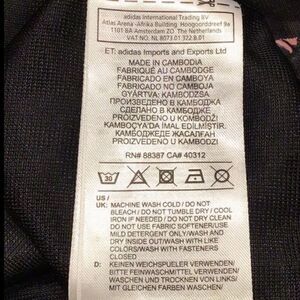 adidas International Trading BV
Atlas Arena -Afrika Building Hoogoorddreef 9a
1101 BA Amsterdam ZO The Netherlands
VAT NO. NL 8073.01.322.B.01
ET: adidas Imports and Exports Ltd
MADE IN CAMBODIA
FABRIQUÉ AU CAMBODGE
FABRICADO EN CAMBOYA
FABRICADO NO CAMBOJA
GYÁRTVA: KAMBODZSA
ПРОИЗВЕДЕНО В КАМБОДЖА
СДЕЛАНО В КАМБОДЖЕ
PROIZVEDENO U KOMBODŽI
KAMBOÇYA'DA İMAL EDİLMİŞTİR
КАМБОДЖЕДЕ ЖАСАЛҒАН
PROIZVEDENO U KOMBODŽI
RN# 88387 CA# 40312
30
US /
UK: MACHINE WASH COLD / DO NOT
BLEACH / DO NOT TUMBLE DRY / COOL
IRON IF NEEDED / DO NOT DRY CLEAN
DO NOT USE FABRIC SOFTENER/USE
MILD DETERGENT ONLY/WASH AND
DRY INSIDE OUT/WASH WITH LIKE
COLORS/WASH WITH FASTENERS
CLOSED
D: KEINEN WEICHSPUELER VERWENDEN/
BITTE FEINWASCHMITTEL VERWENDEN/
WASCHEN UND TROCKNEN VON LINKS/
MIT GLEICHEN FARBEN WASCHEN/